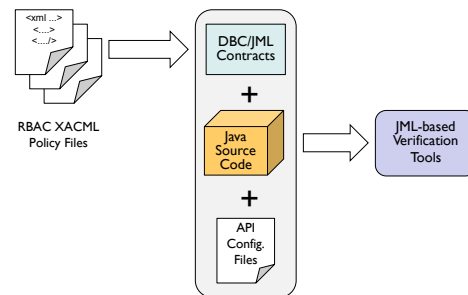 <xml ...>
<....>
<..../>
RBAC XACML
Policy Files
DBC/JML
Contracts
+
Java
Source
Code
+
API
Config.
Files
JML-based
Verification
Tools